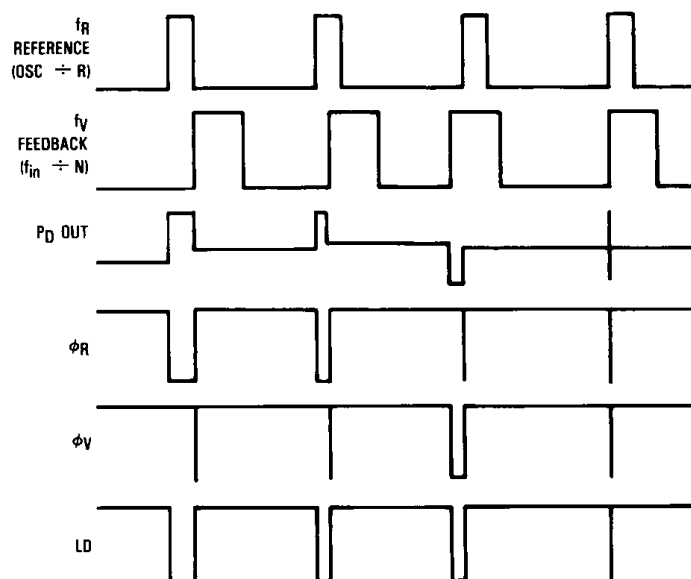 fR
REFERENCE
(OSC ÷ R)
fV
FEEDBACK
(fin ÷ N)
PD OUT
ϕR
ϕV
LD